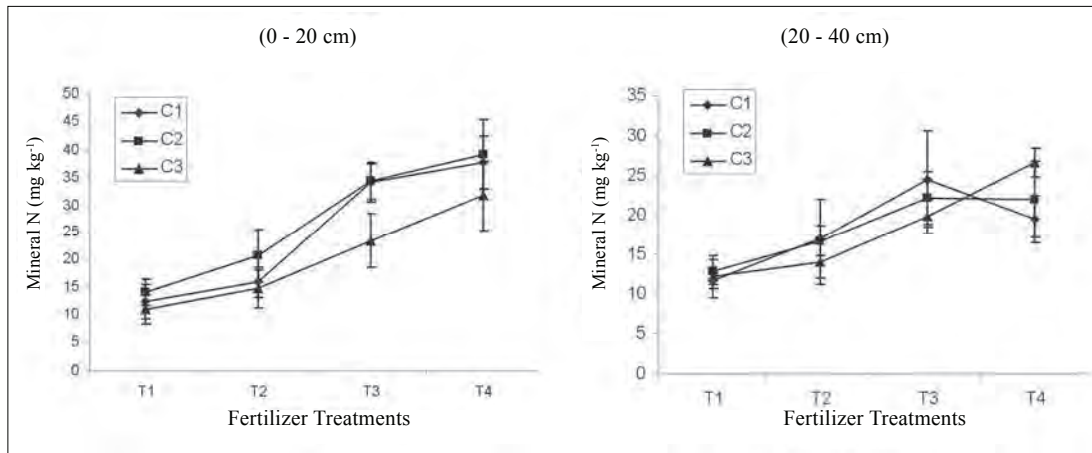 (0 - 20 cm)
50
45
40
35
30
25
20
15
10
5
0
Mineral N (mg kg⁻¹)
C1
C2
C3
T1 T2 T3 T4
Fertilizer Treatments
(20 - 40 cm)
35
30
25
20
15
10
5
0
Mineral N (mg kg⁻¹)
C1
C2
C3
T1 T2 T3 T4
Fertilizer Treatments